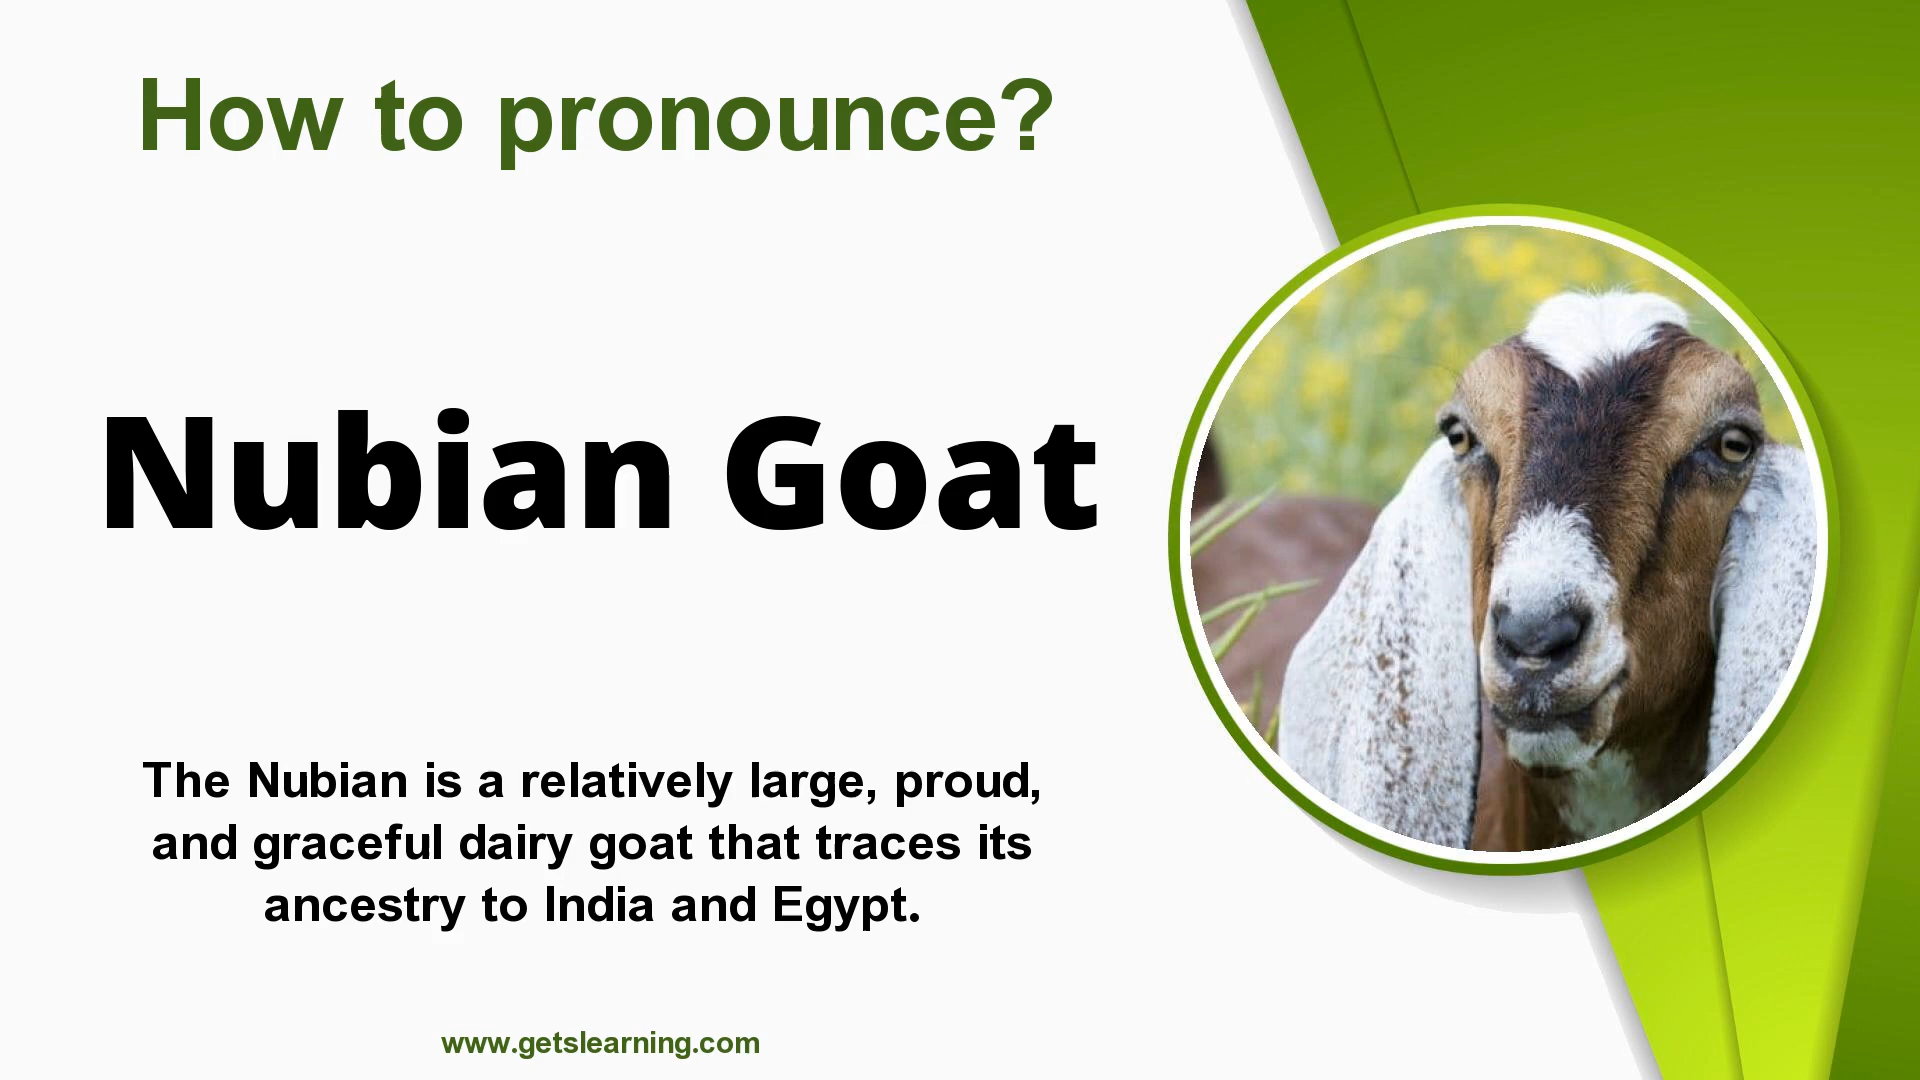 How to pronounce?
Nubian Goat
The Nubian is a relatively large, proud,
and graceful dairy goat that traces its
ancestry to India and Egypt.
www.getslearning.com